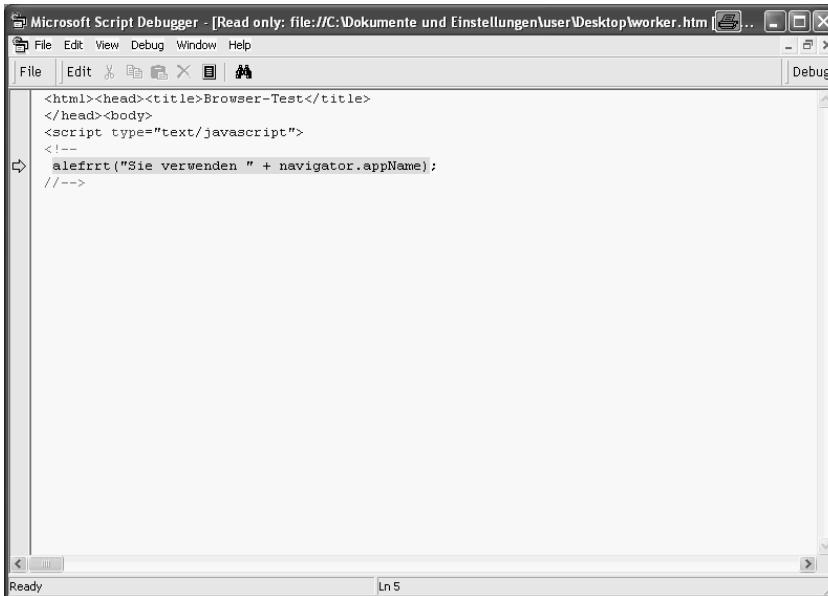 Microsoft Script Debugger - [Read only: file://C:\Dokumente und Einstellungen\user\Desktop\worker.htm [ ...
File Edit View Debug Window Help
File Edit Debug
<html><head><title>Browser-Test</title>
</head><body>
<script type="text/javascript">
<!--
alefrrt("Sie verwenden " + navigator.appName);
//-->
Ready Ln 5